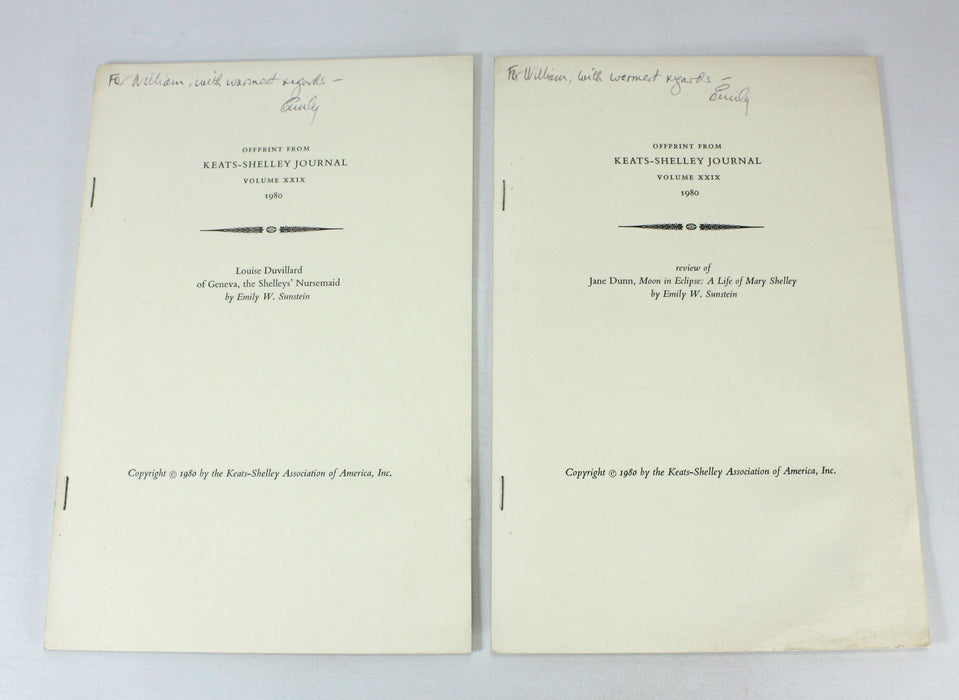 For William, with warmest regards –
Emily
OFFPRINT FROM
KEATS-SHELLEY JOURNAL
VOLUME XXIX
1980
Louise Duvillard
of Geneva, the Shelleys' Nursemaid
by Emily W. Sunstein
Copyright © 1980 by the Keats-Shelley Association of America, Inc.
For William, with warmest regards –
Emily
OFFPRINT FROM
KEATS-SHELLEY JOURNAL
VOLUME XXIX
1980
review of
Jane Dunn, Moon in Eclipse: A Life of Mary Shelley
by Emily W. Sunstein
Copyright © 1980 by the Keats-Shelley Association of America, Inc.